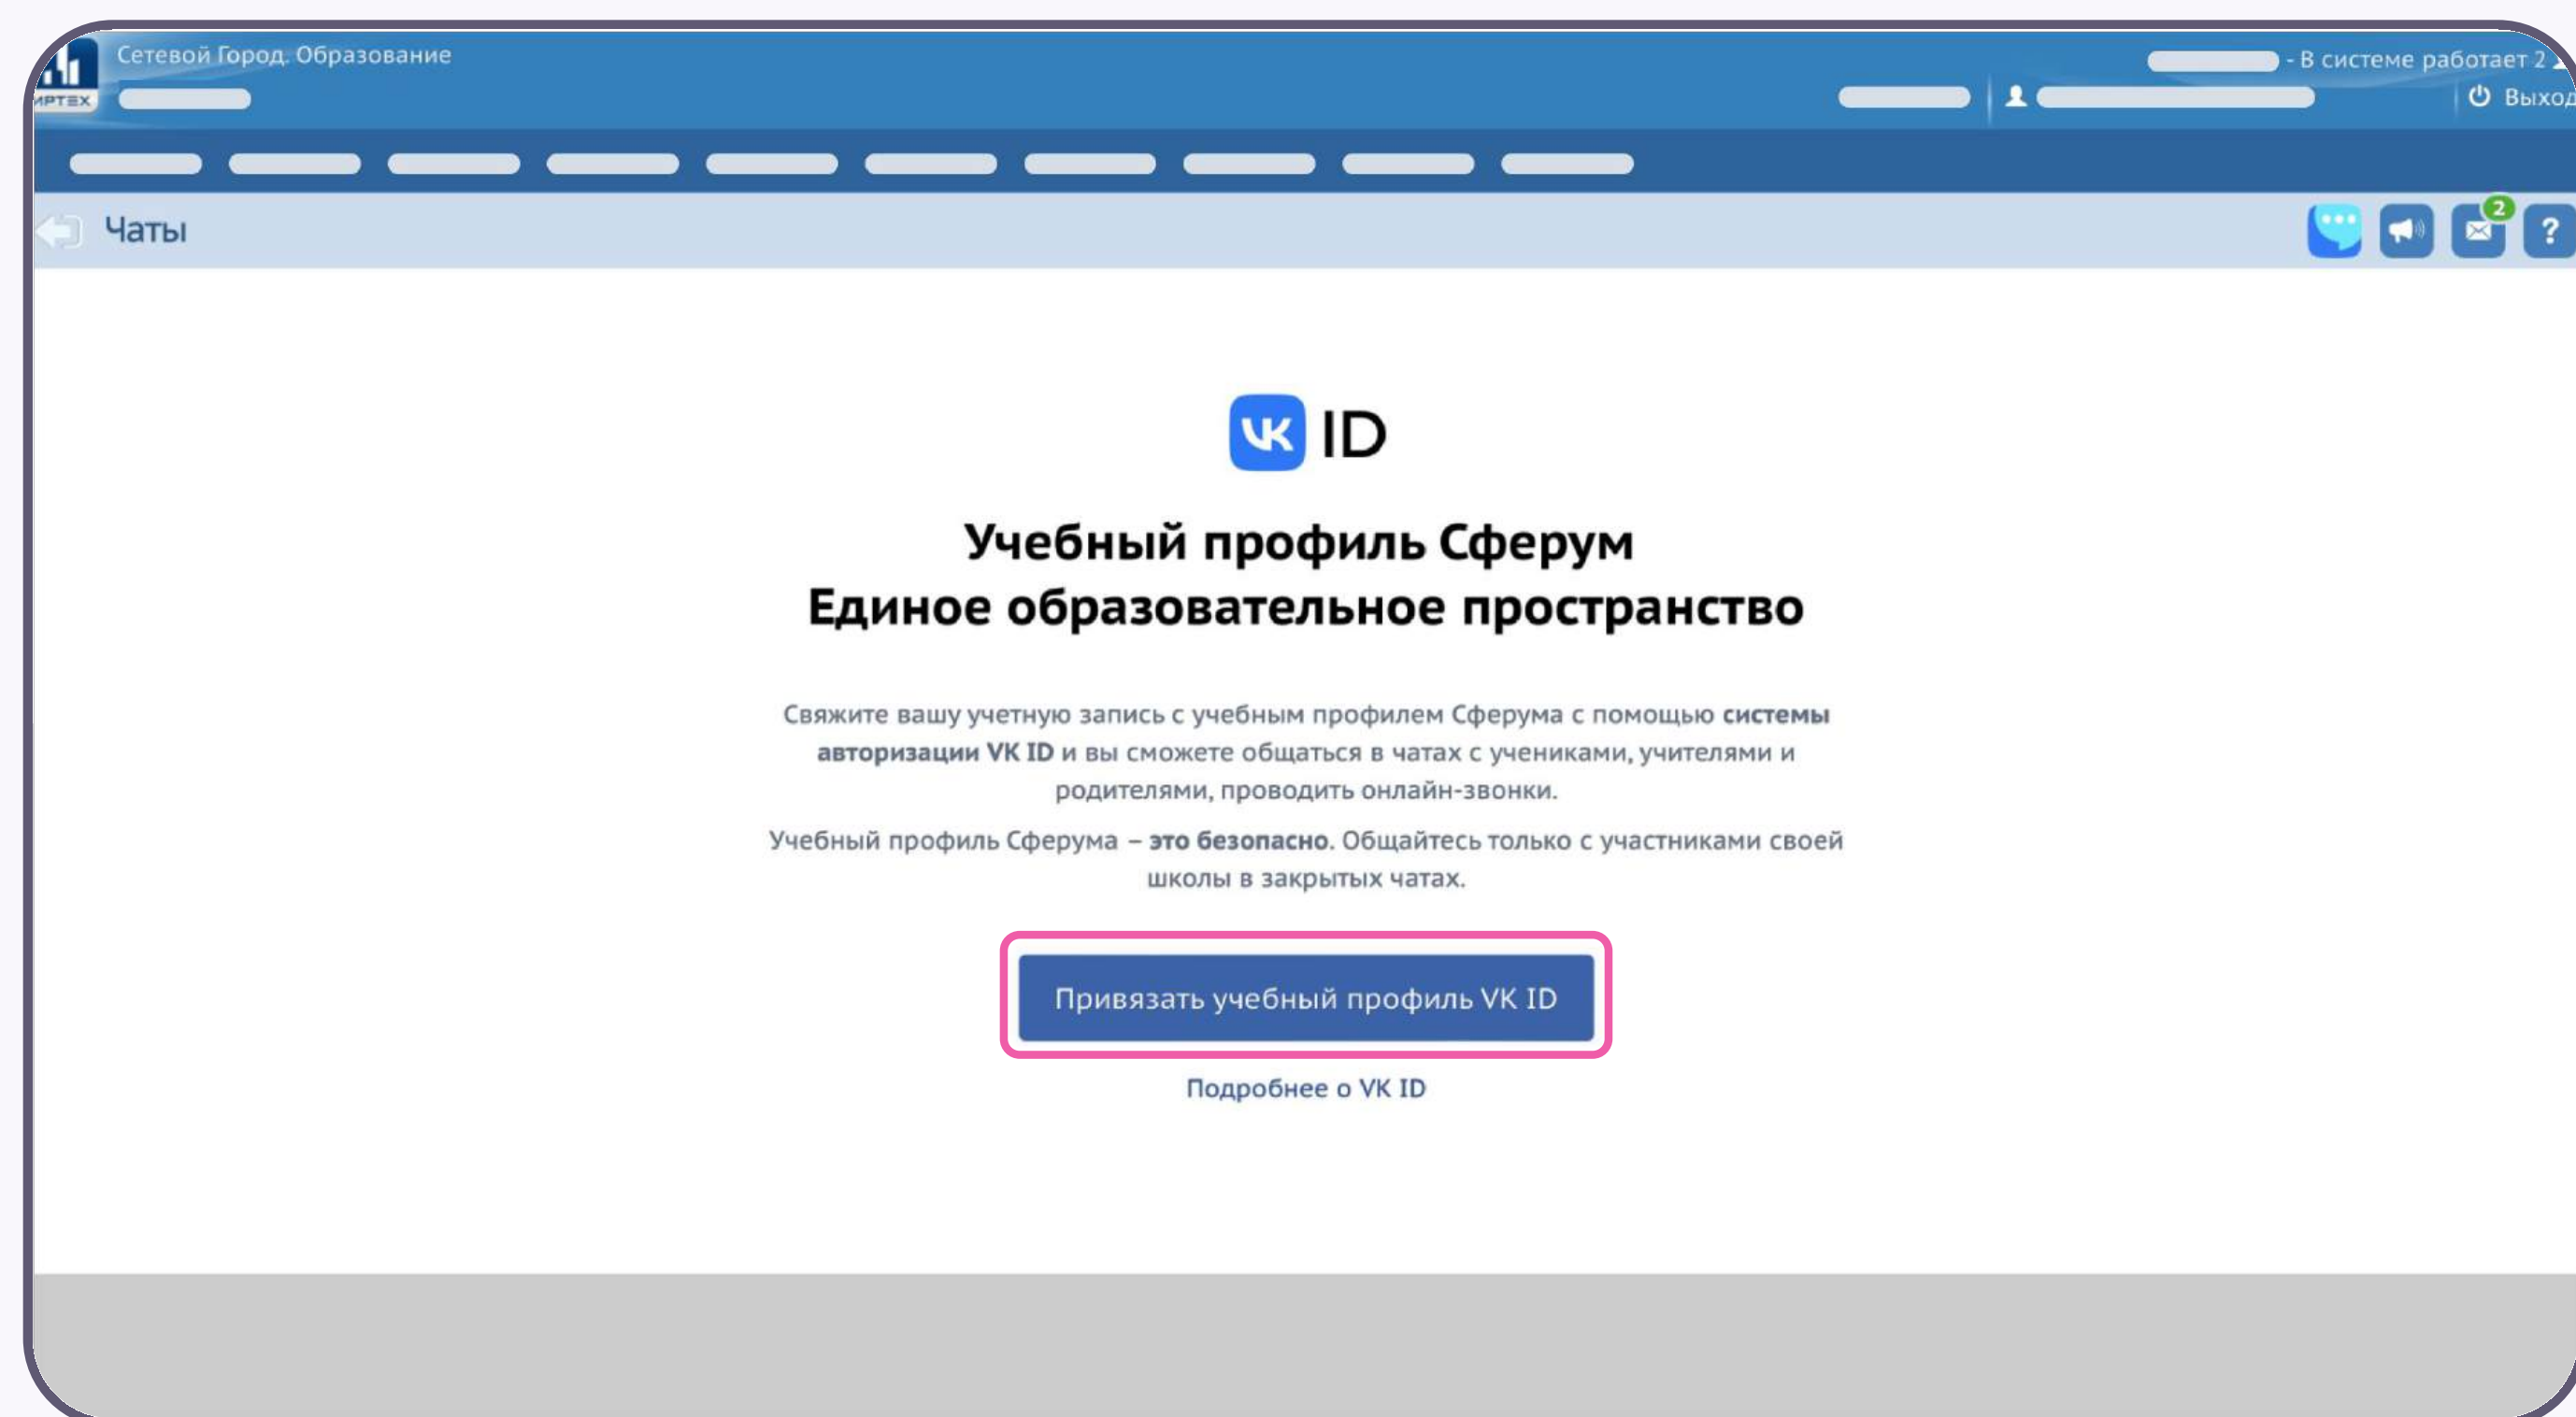 Сетевой Город. Образование
- В системе работает 2
ИРТЕХ
Выход
Чаты
2
?
VK ID
Учебный профиль Сферум
Единое образовательное пространство
Свяжите вашу учетную запись с учебным профилем Сферума с помощью системы
авторизации VK ID и вы сможете общаться в чатах с учениками, учителями и
родителями, проводить онлайн-звонки.
Учебный профиль Сферума – это безопасно. Общайтесь только с участниками своей
школы в закрытых чатах.
Привязать учебный профиль VK ID
Подробнее о VK ID